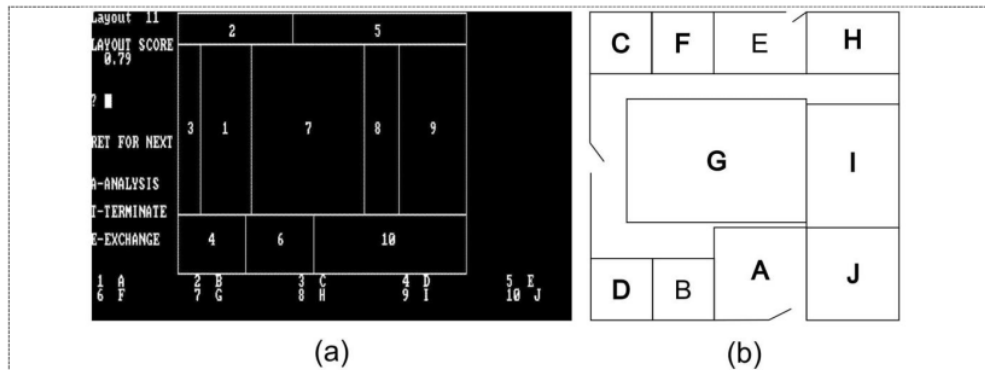 Layout 11
2 5
LAYOUT SCORE
0.79
? 
3 1 7 8 9
RET FOR NEXT
A-ANALYSIS
T-TERMINATE
E-EXCHANGE
4 6 10
1 A 2 B 3 C 4 D 5 E
6 F 7 G 8 H 9 I 10 J
(a)
C F E H
G I
D B A J
(b)